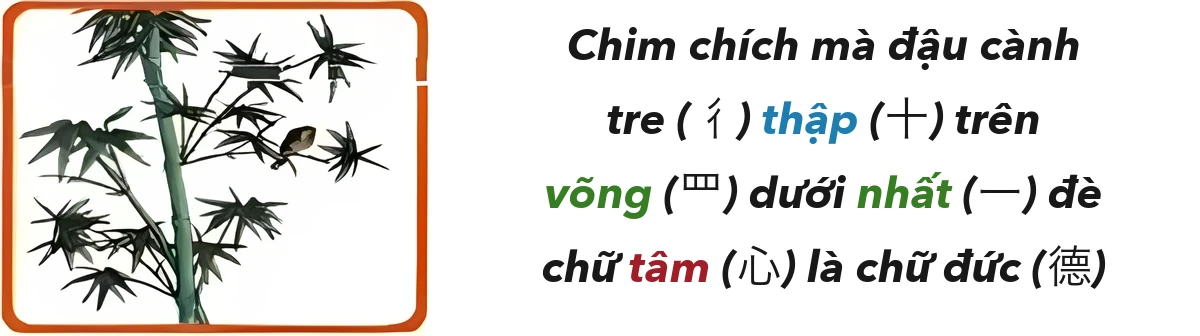 Chim chích mà đậu cành
tre (彳) thập (十) trên
võng (罒) dưới nhất (一) đè
chữ tâm (心) là chữ đức (德)